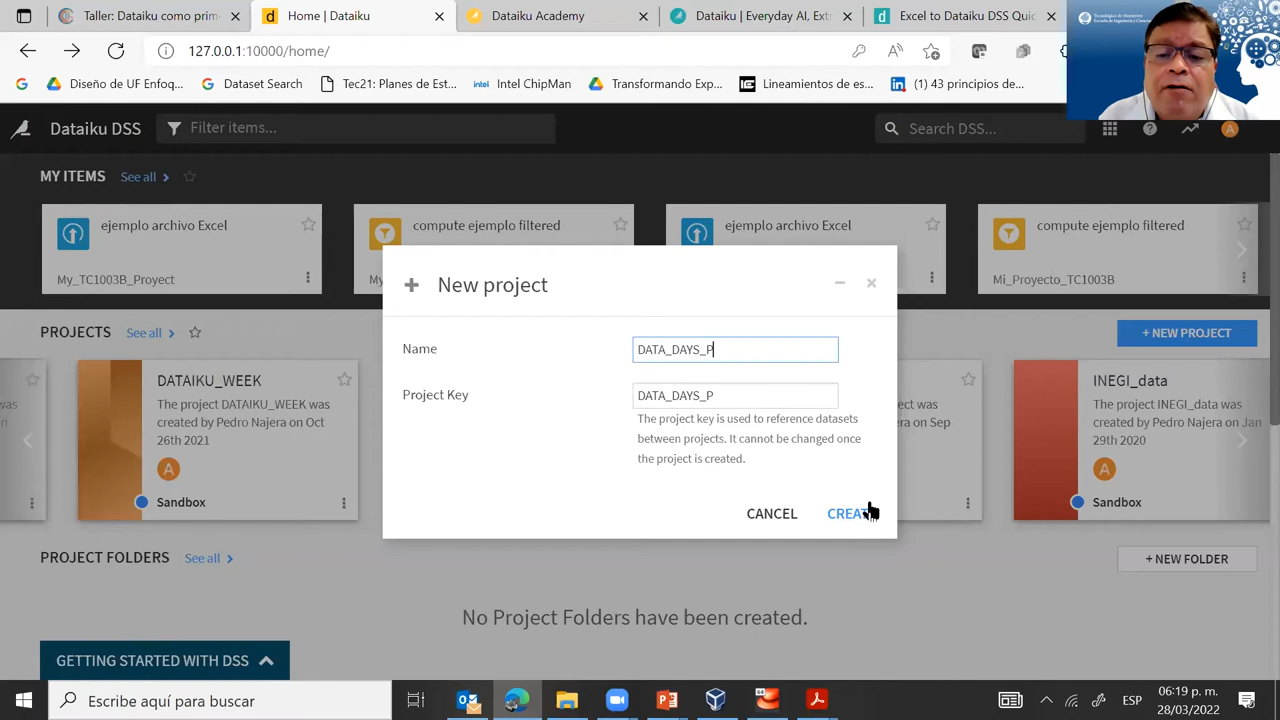 Taller: Dataiku como prim
Home | Dataiku
Dataiku Academy
Dataiku | Everyday AI, Ext
Excel to Dataiku DSS Quic
127.0.0.1:10000/home/
Diseño de UF Enfoq...
Dataset Search
Tec21: Planes de Est...
intel
Intel ChipMan
Transformando Exp...
Lineamientos de es...
(1) 43 principios de
Tecnológico de Monterrey
Dataiku DSS
Filter items...
Search DSS...
A
MY ITEMS
See all
ejemplo archivo Excel
My_TC1003B_Proyect
compute ejemplo filtered
ejemplo archivo Excel
compute ejemplo filtered
Mi_Proyecto_TC1003B
New project
Name
DATA_DAYS_P
Project Key
DATA_DAYS_P
The project key is used to reference datasets
between projects. It cannot be changed once
the project is created.
CANCEL
CREAT
PROJECTS
See all
+ NEW PROJECT
DATAIKU_WEEK
The project DATAIKU_WEEK was
created by Pedro Najera on Oct
26th 2021
A
Sandbox
ect was
on Sep
INEGI_data
The project INEGI_data was
created by Pedro Najera on Jan
29th 2020
A
Sandbox
PROJECT FOLDERS
See all
+ NEW FOLDER
No Project Folders have been created.
GETTING STARTED WITH DSS
Escribe aquí para buscar
ESP
06:19 p. m.
28/03/2022